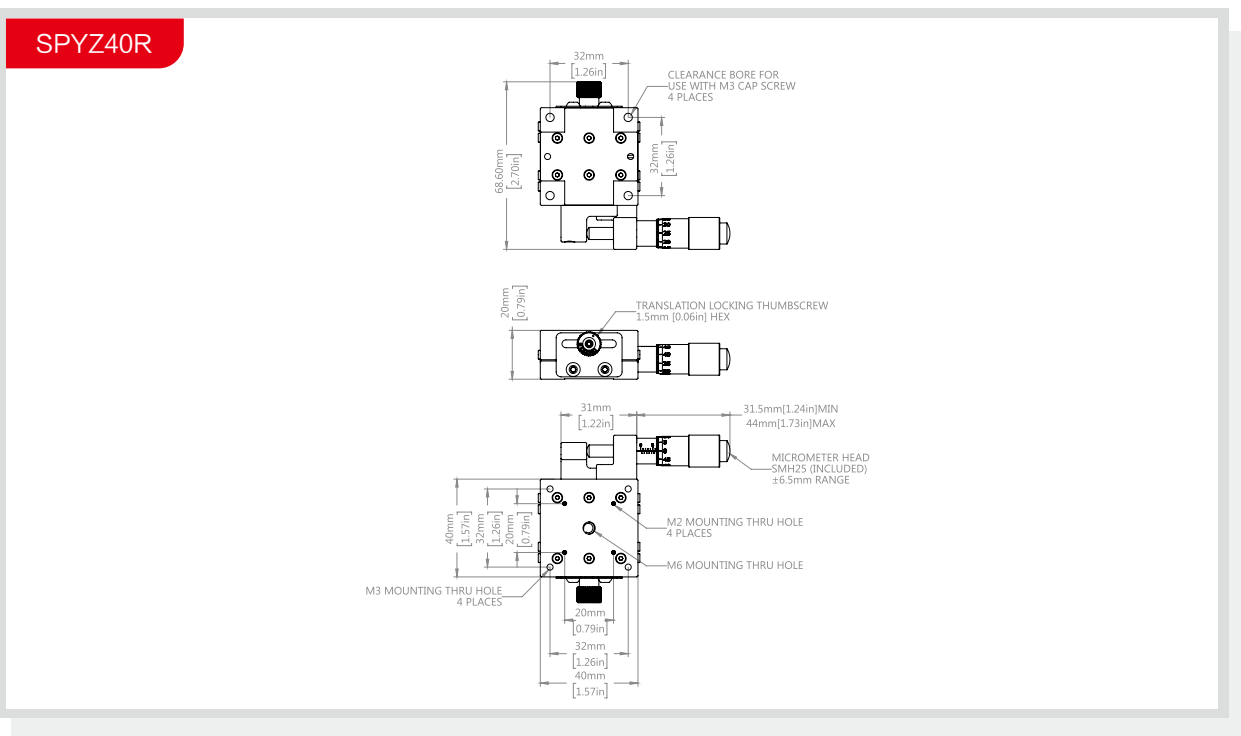 SPYZ40R
32mm
[1.26in]
CLEARANCE BORE FOR
USE WITH M3 CAP SCREW
4 PLACES
68.60mm
[2.70in]
32mm
[1.26in]
20mm
[0.79in]
TRANSLATION LOCKING THUMBSCREW
1.5mm [0.06in] HEX
31mm
[1.22in]
31.5mm[1.24in]MIN
44mm[1.73in]MAX
MICROMETER HEAD
SMH25 (INCLUDED)
±6.5mm RANGE
40mm
[1.57in]
32mm
[1.26in]
20mm
[0.79in]
M2 MOUNTING THRU HOLE
4 PLACES
M6 MOUNTING THRU HOLE
M3 MOUNTING THRU HOLE
4 PLACES
20mm
[0.79in]
32mm
[1.26in]
40mm
[1.57in]